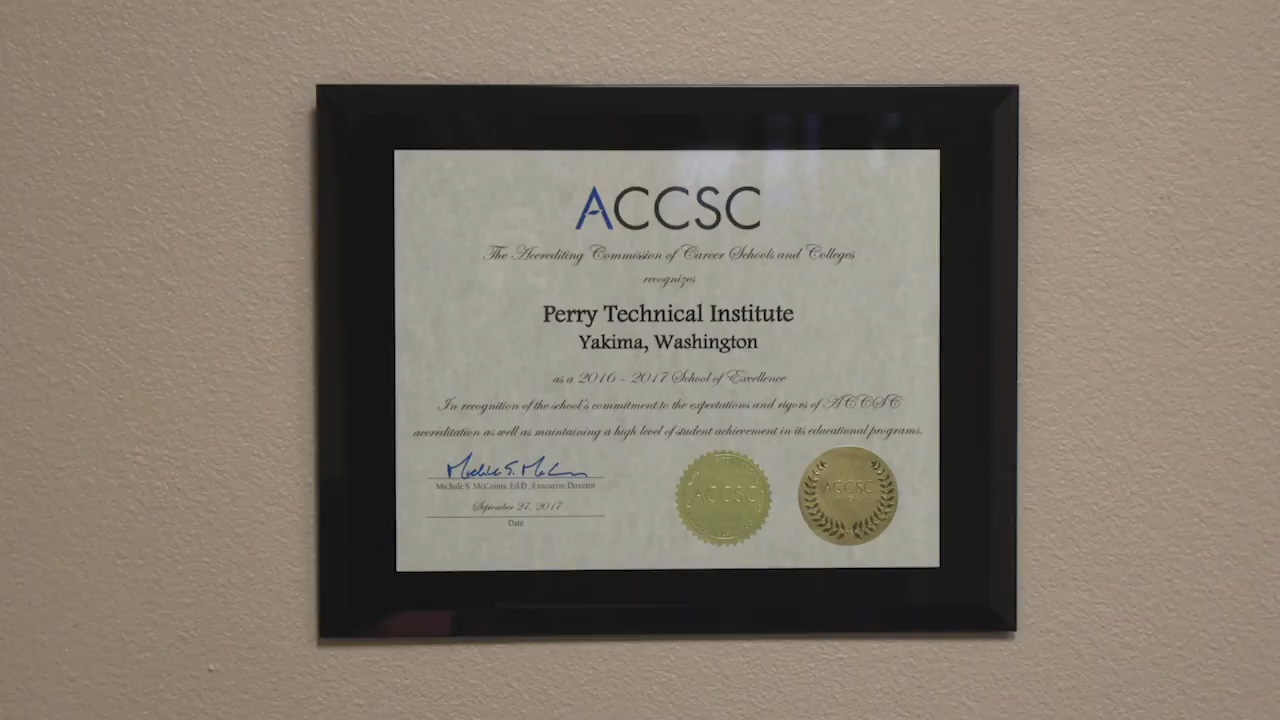 ACCSC
The Accrediting Commission of Career Schools and Colleges
recognizes
Perry Technical Institute
Yakima, Washington
as a 2016 - 2017 School of Excellence
In recognition of the school's commitment to the expectations and rigors of ACCSC
accreditation as well as maintaining a high level of student achievement in its educational programs.
Michale S. McComis, Ed.D., Executive Director
September 27, 2017
Date
ACCSC
ACCSC